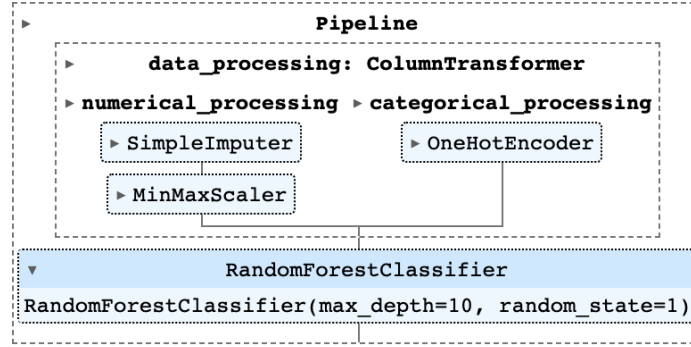 Pipeline
data_processing: ColumnTransformer
numerical_processing
categorical_processing
SimpleImputer
OneHotEncoder
MinMaxScaler
RandomForestClassifier
RandomForestClassifier(max_depth=10, random_state=1)